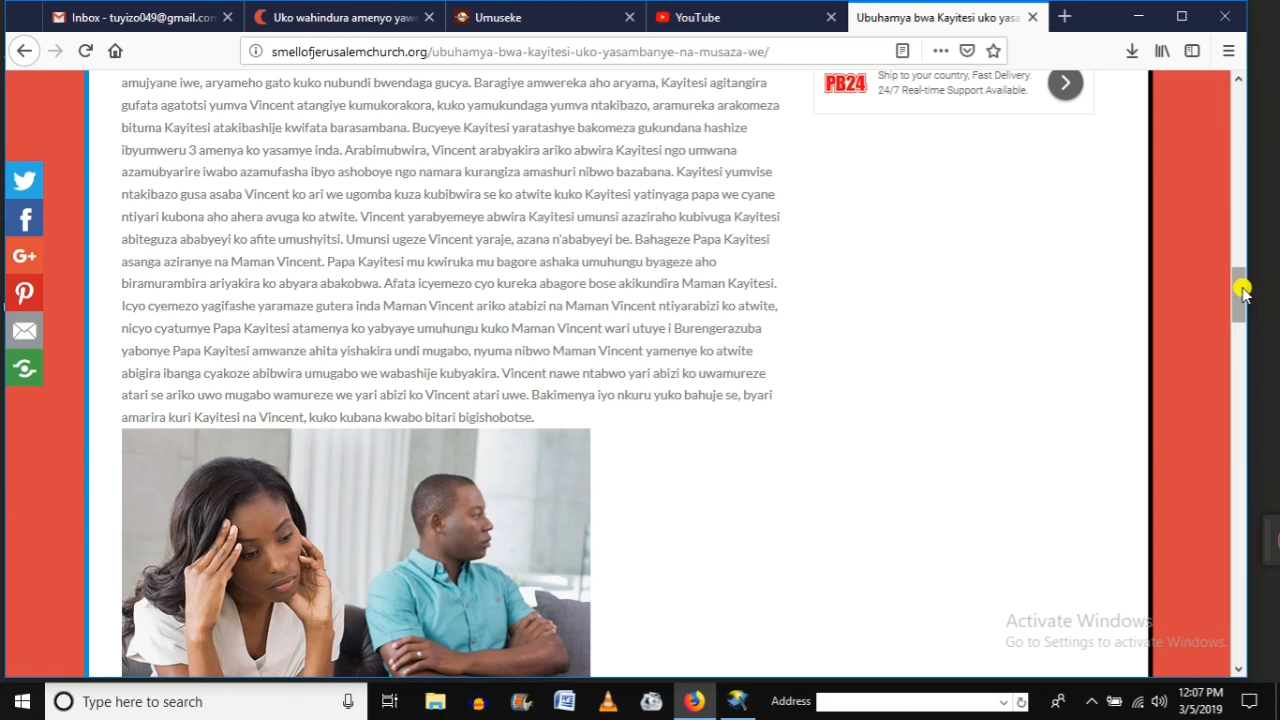 Inbox - tuyizo049@gmail.con
Uko wahindura amenyo yaw
Umuseke
YouTube
Ubuhamya bwa Kayitesi uko yasa
smellofjerusalemchurch.org/ubuhamya-bwa-kayitesi-uko-yasambanye-na-musaza-we/
amujyane iwe, aryameho gato kuko nubundi bwendaga gucya. Baragiye amwereka aho aryama, Kayitesi agitangira
gufata agatotsi yumva Vincent atangiye kumukorakora, kuko yamukundaga yumva ntakibazo, aramureka arakomeza
bituma Kayitesi atakibashije kwifata barasambana. Bucyeye Kayitesi yaratashye bakomeza gukundana hashize
ibyumweru 3 amenya ko yasamye inda. Arabimubwira, Vincent arabyakira ariko abwira Kayitesi ngo umwana
azamubyarire iwabo azamufasha ibyo ashoboye ngo namara kurangiza amashuri nibwo bazabana. Kayitesi yumvise
ntakibazo gusa asaba Vincent ko ari we ugomba kuza kubibwira se ko atwite kuko Kayitesi yatinyaga papa we cyane
ntiyari kubona aho ahera avuga ko atwite. Vincent yarabyemeye abwira Kayitesi umunsi azaziraho kubivuga Kayitesi
abiteguza ababyeyi ko afite umushyitsi. Umunsi ugeze Vincent yaraje, azana n'ababyeyi be. Bahageze Papa Kayitesi
asanga aziranye na Maman Vincent. Papa Kayitesi mu kwiruka mu bagore ashaka umuhungu byageze aho
biramurambira ariyakira ko abyara abakobwa. Afata icyemezo cyo kureka abagore bose akikundira Maman Kayitesi.
Icyo cyemezo yagifashe yaramaze gutera inda Maman Vincent ariko atabizi na Maman Vincent ntiyarabizi ko atwite,
nicyo cyatumye Papa Kayitesi atamenya ko yabyaye umuhungu kuko Maman Vincent wari utuye i Burengerazuba
yabonye Papa Kayitesi amwanze ahita yishakira undi mugabo, nyuma nibwo Maman Vincent yamenye ko atwite
abigira ibanga cyakoze abibwira umugabo we wabashije kubyakira. Vincent nawe ntabwo yari abizi ko uwamureze
atari se ariko uwo mugabo wamureze we yari abizi ko Vincent atari uwe. Bakimenya iyo nkuru yuko bahuje se, byari
amarira kuri Kayitesi na Vincent, kuko kubana kwabo bitari bigishobotse.
PB24
Ship to your country, Fast Delivery.
24/7 Real-time Support Available.
G+
Activate Windows
Go to Settings to activate Windows.
Type here to search
Address
12:07 PM
3/5/2019